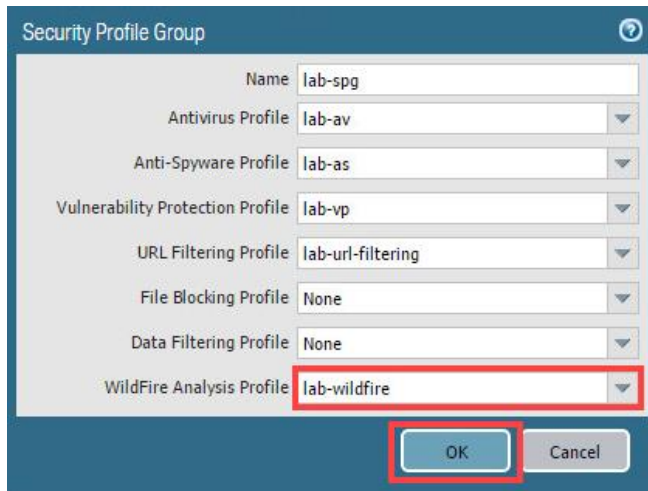 Security Profile Group
Name lab-spg
Antivirus Profile lab-av
Anti-Spyware Profile lab-as
Vulnerability Protection Profile lab-vp
URL Filtering Profile lab-url-filtering
File Blocking Profile None
Data Filtering Profile None
WildFire Analysis Profile lab-wildfire
OK Cancel